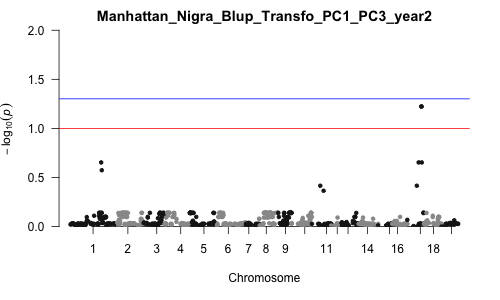 Manhattan_Nigra_Blup_Transfo_PC1_PC3_year2
2.0
1.5
1.0
0.5
0.0
− log10(p)
1 2 3 4 5 6 7 8 9 11 14 16 18
Chromosome